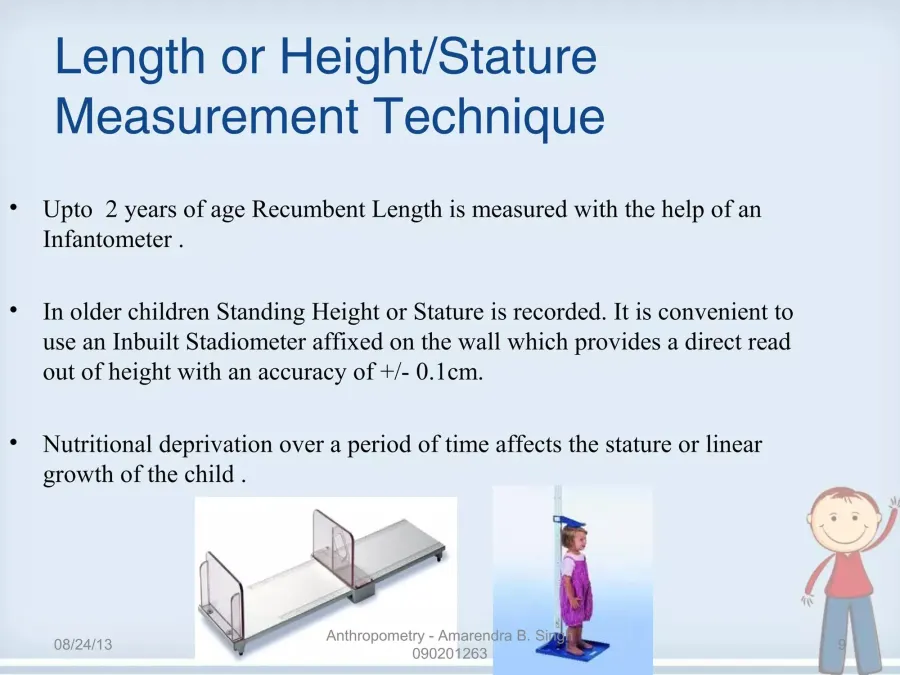 Length or Height/Stature
Measurement Technique
• Upto 2 years of age Recumbent Length is measured with the help of an
Infantometer .
• In older children Standing Height or Stature is recorded. It is convenient to
use an Inbuilt Stadiometer affixed on the wall which provides a direct read
out of height with an accuracy of +/- 0.1cm.
• Nutritional deprivation over a period of time affects the stature or linear
growth of the child .
08/24/13
Anthropometry - Amarendra B. Singh
090201263
9